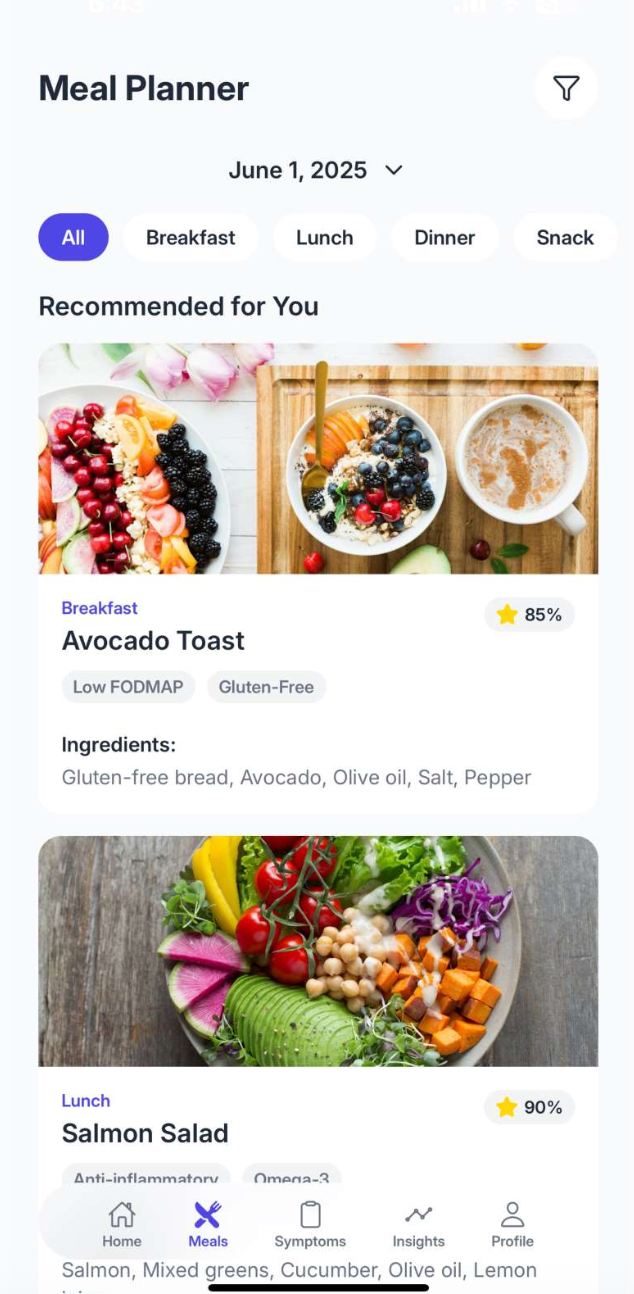 6:43
Meal Planner
June 1, 2025
All Breakfast Lunch Dinner Snack
Recommended for You
Breakfast
85%
Avocado Toast
Low FODMAP Gluten-Free
Ingredients:
Gluten-free bread, Avocado, Olive oil, Salt, Pepper
Lunch
90%
Salmon Salad
Anti-inflammatory Omega-3
Home Meals Symptoms Insights Profile
Salmon, Mixed greens, Cucumber, Olive oil, Lemon